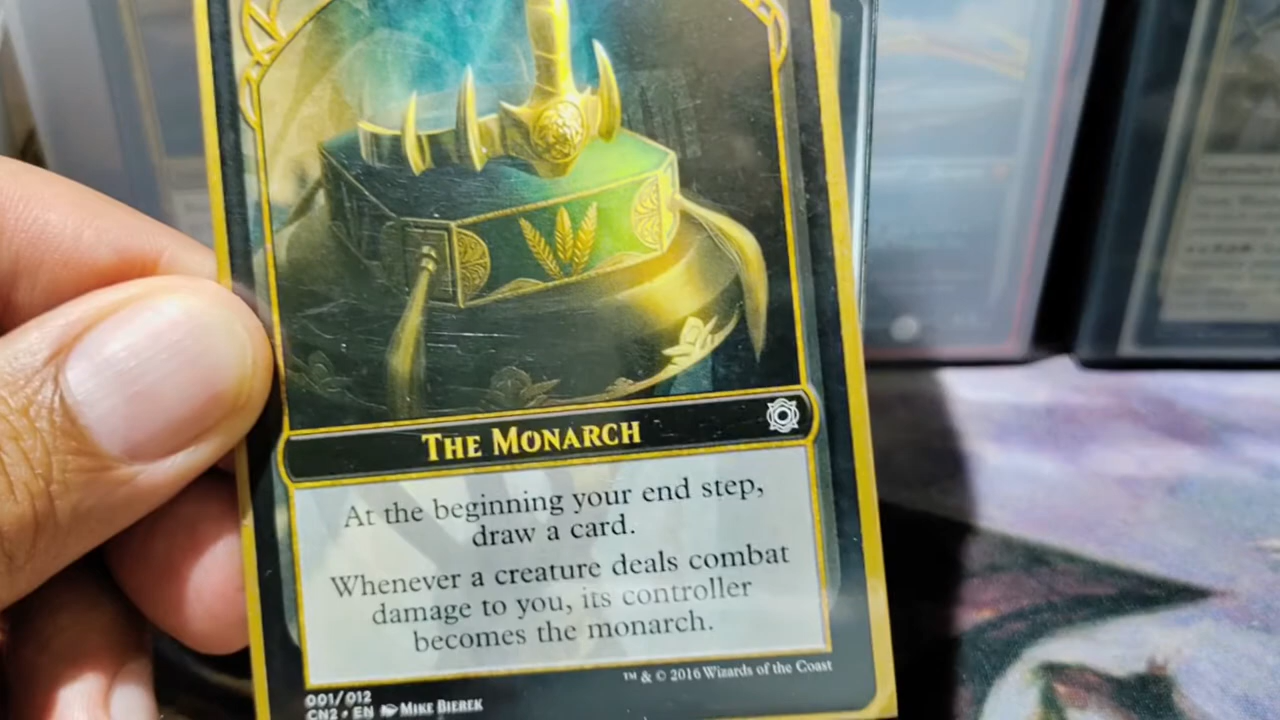 THE MONARCH
At the beginning your end step,
draw a card.
Whenever a creature deals combat
damage to you, its controller
becomes the monarch.
™ & © 2016 Wizards of the Coast
001/012
CN2 • EN MIKE BIEREK